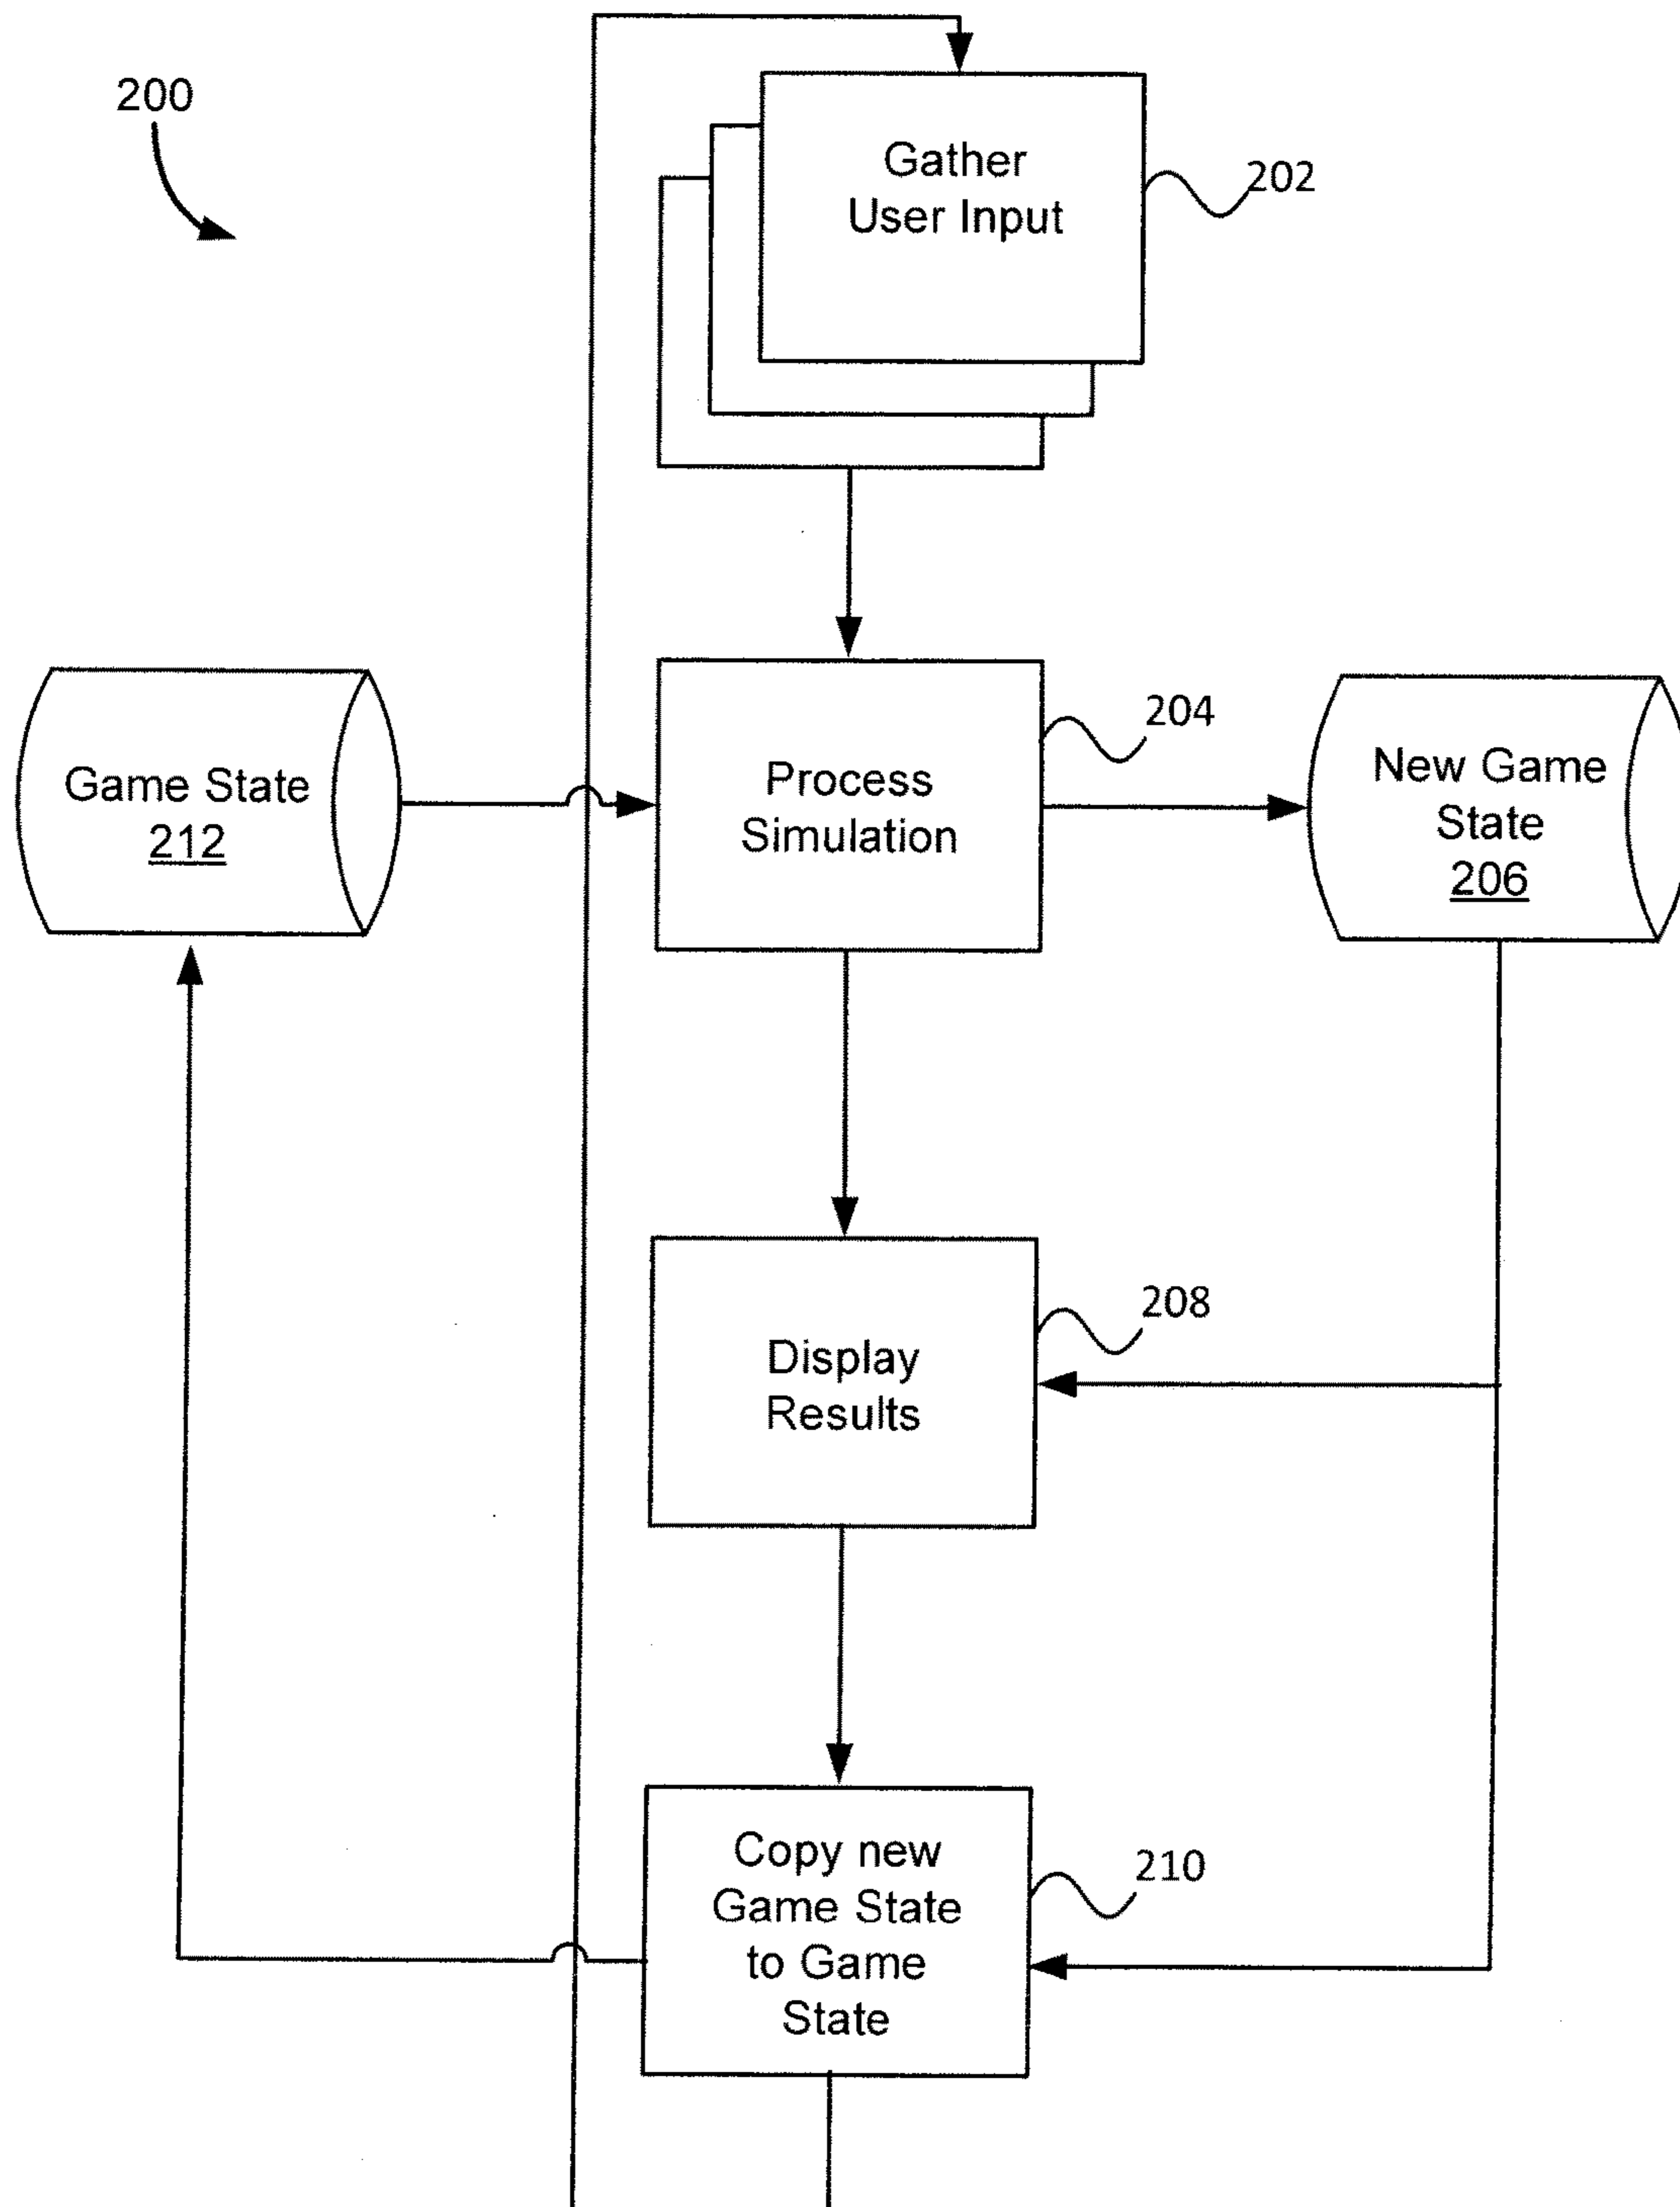 200
Gather
User Input
202
Game State
212
Process
Simulation
204
New Game
State
206
Display
Results
208
Copy new
Game State
to Game
State
210